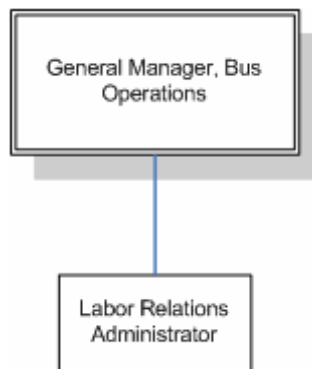 General Manager, Bus
Operations
Labor Relations
Administrator